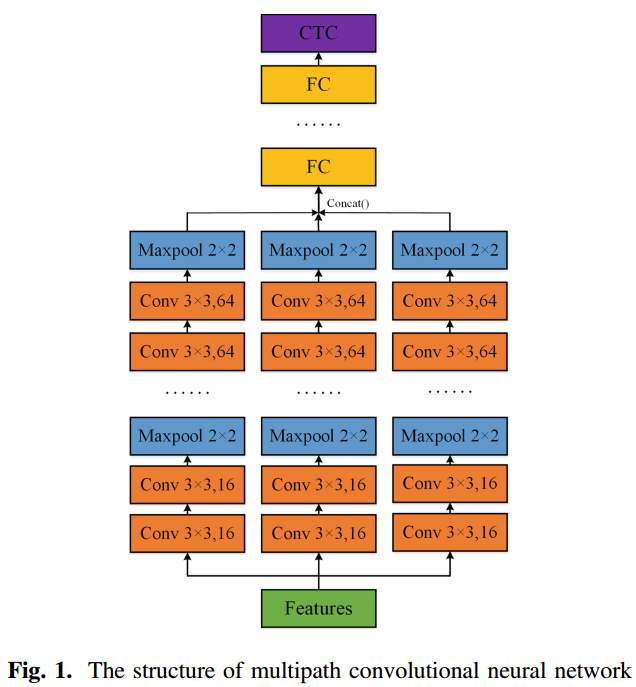 CTC
FC
......
FC
Concat()
Maxpool 2×2 Maxpool 2×2 Maxpool 2×2
Conv 3×3,64 Conv 3×3,64 Conv 3×3,64
Conv 3×3,64 Conv 3×3,64 Conv 3×3,64
...... ...... ......
Maxpool 2×2 Maxpool 2×2 Maxpool 2×2
Conv 3×3,16 Conv 3×3,16 Conv 3×3,16
Conv 3×3,16 Conv 3×3,16 Conv 3×3,16
Features
Fig. 1. The structure of multipath convolutional neural network